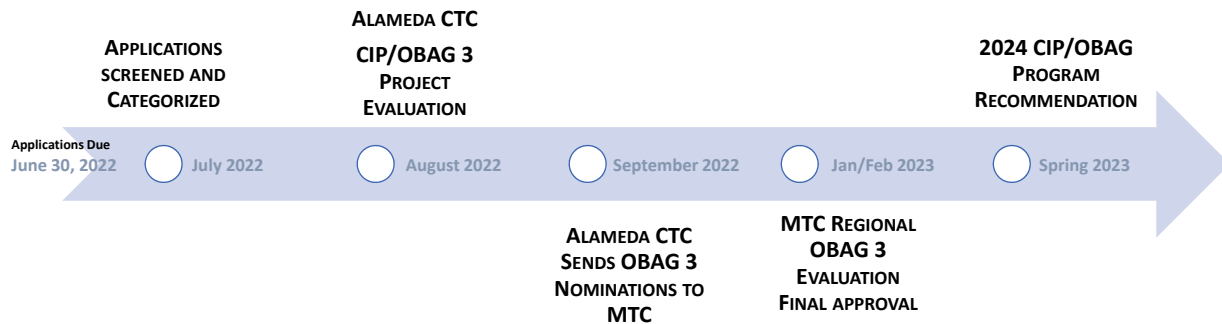 ALAMEDA CTC
CIP/OBAG 3
PROJECT
EVALUATION
APPLICATIONS
SCREENED AND
CATEGORIZED
2024 CIP/OBAG
PROGRAM
RECOMMENDATION
Applications Due
June 30, 2022
July 2022
August 2022
September 2022
Jan/Feb 2023
Spring 2023
ALAMEDA CTC
SENDS OBAG 3
NOMINATIONS TO
MTC
MTC REGIONAL
OBAG 3
EVALUATION
FINAL APPROVAL